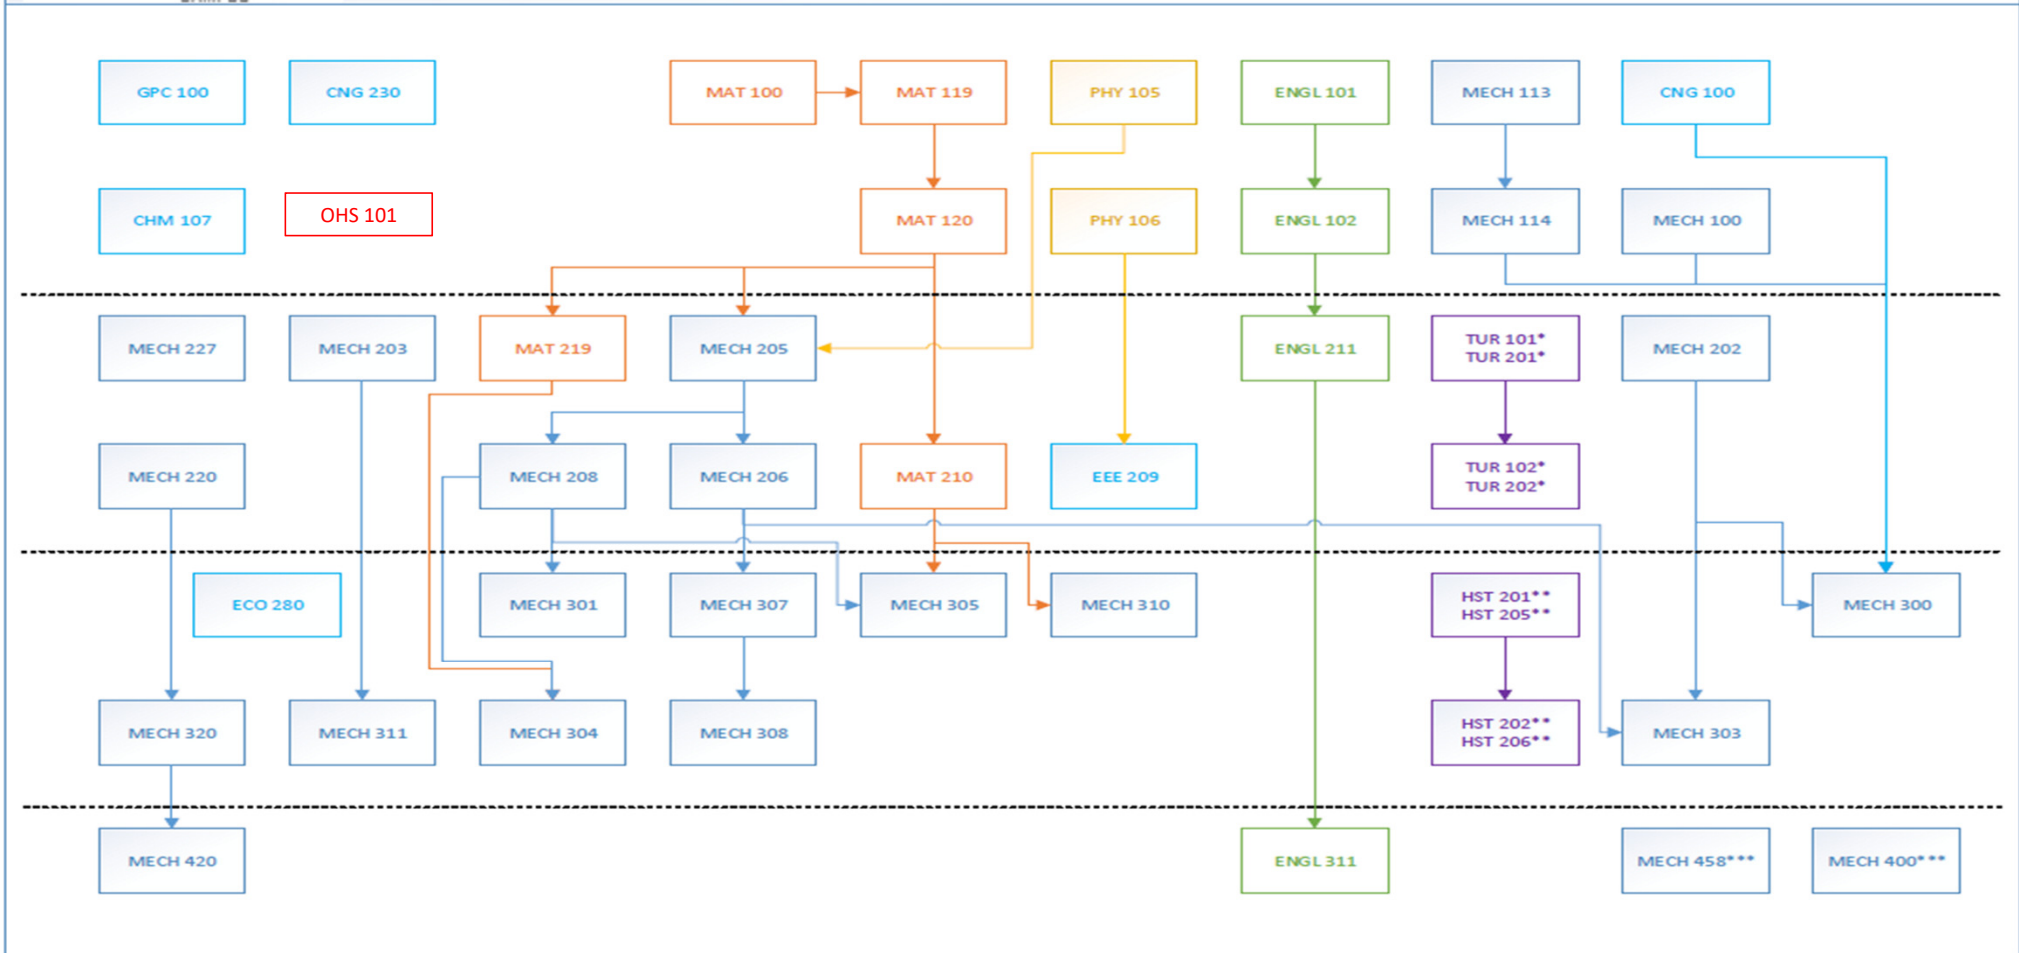 GPC 100
CNG 230
MAT 100
MAT 119
PHY 105
ENGL 101
MECH 113
CNG 100
CHM 107
OHS 101
MAT 120
PHY 106
ENGL 102
MECH 114
MECH 100
MECH 227
MECH 203
MAT 219
MECH 205
ENGL 211
TUR 101*
TUR 201*
MECH 202
MECH 220
MECH 208
MECH 206
MAT 210
EEE 209
TUR 102*
TUR 202*
ECO 280
MECH 301
MECH 307
MECH 305
MECH 310
HST 201**
HST 205**
MECH 300
MECH 320
MECH 311
MECH 304
MECH 308
HST 202**
HST 206**
MECH 303
MECH 420
ENGL 311
MECH 458***
MECH 400***